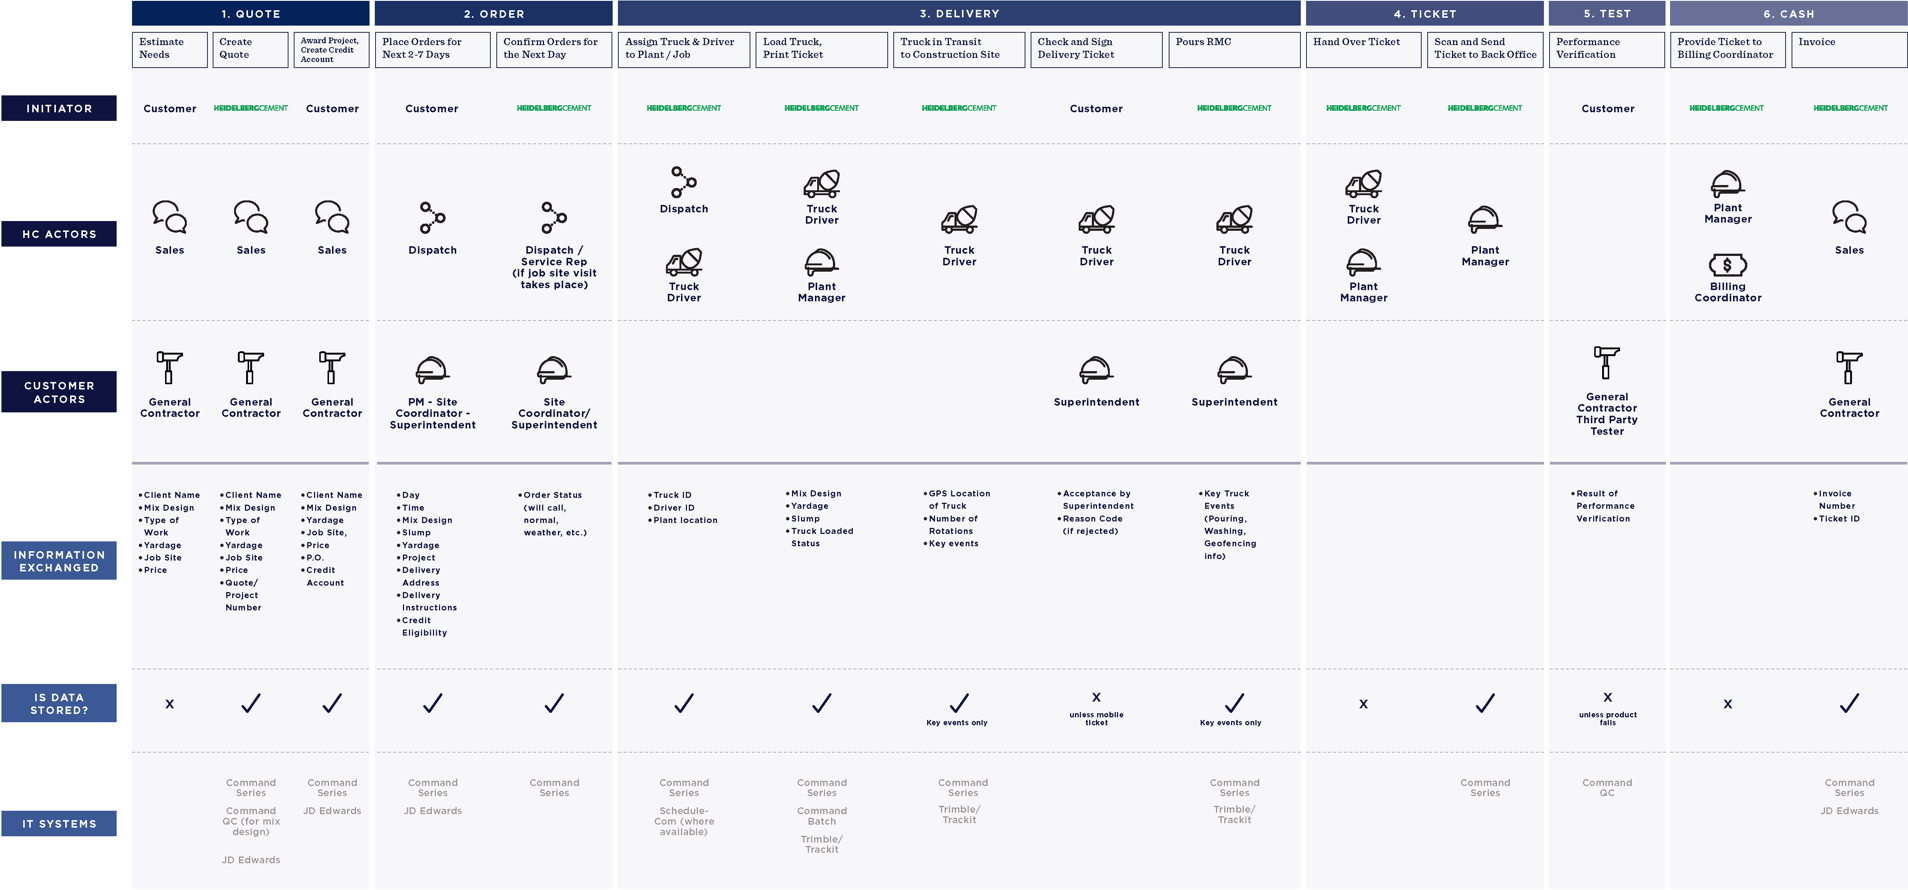 1. QUOTE
2. ORDER
3. DELIVERY
4. TICKET
5. TEST
6. CASH
Estimate
Needs
Create
Quote
Award Project,
Create Credit
Account
Place Orders for
Next 2-7 Days
Confirm Orders for
the Next Day
Assign Truck & Driver
to Plant / Job
Load Truck,
Print Ticket
Truck in Transit
to Construction Site
Check and Sign
Delivery Ticket
Pours RMC
Hand Over Ticket
Scan and Send
Ticket to Back Office
Performance
Verification
Provide Ticket to
Billing Coordinator
Invoice
INITIATOR
Customer
HEIDELBERGCEMENT
Customer
Customer
HEIDELBERGCEMENT
HEIDELBERGCEMENT
HEIDELBERGCEMENT
HEIDELBERGCEMENT
Customer
HEIDELBERGCEMENT
HEIDELBERGCEMENT
HEIDELBERGCEMENT
Customer
HEIDELBERGCEMENT
HEIDELBERGCEMENT
HC ACTORS
Sales
Sales
Sales
Dispatch
Dispatch /
Service Rep
(if job site visit
takes place)
Dispatch
Truck
Driver
Truck
Driver
Plant
Manager
Truck
Driver
Truck
Driver
Truck
Driver
Truck
Driver
Plant
Manager
Plant
Manager
Plant
Manager
Billing
Coordinator
Sales
CUSTOMER
ACTORS
General
Contractor
General
Contractor
General
Contractor
PM - Site
Coordinator -
Superintendent
Site
Coordinator/
Superintendent
Superintendent
Superintendent
General
Contractor
Third Party
Tester
General
Contractor
INFORMATION
EXCHANGED
• Client Name
• Mix Design
• Type of
Work
• Yardage
• Job Site
• Price
• Client Name
• Mix Design
• Type of
Work
• Yardage
• Job Site
• Price
• Quote/
Project
Number
• Client Name
• Mix Design
• Yardage
• Job Site,
• Price
• P.O.
• Credit
Account
• Day
• Time
• Mix Design
• Slump
• Yardage
• Project
• Delivery
Address
• Delivery
Instructions
• Credit
Eligibility
• Order Status
(will call,
normal,
weather, etc.)
• Truck ID
• Driver ID
• Plant location
• Mix Design
• Yardage
• Slump
• Truck Loaded
Status
• GPS Location
of Truck
• Number of
Rotations
• Key events
• Acceptance by
Superintendent
• Reason Code
(if rejected)
• Key Truck
Events
(Pouring,
Washing,
Geofencing
info)
• Result of
Performance
Verification
• Invoice
Number
• Ticket ID
IS DATA
STORED?
X
Key events only
X
unless mobile
ticket
Key events only
X
X
unless product
fails
X
IT SYSTEMS
Command
Series
Command
QC (for mix
design)
JD Edwards
Command
Series
JD Edwards
Command
Series
JD Edwards
Command
Series
Command
Series
Schedule-
Com (where
available)
Command
Series
Command
Batch
Trimble/
Trackit
Command
Series
Trimble/
Trackit
Command
Series
Trimble/
Trackit
Command
Series
Command
QC
Command
Series
JD Edwards